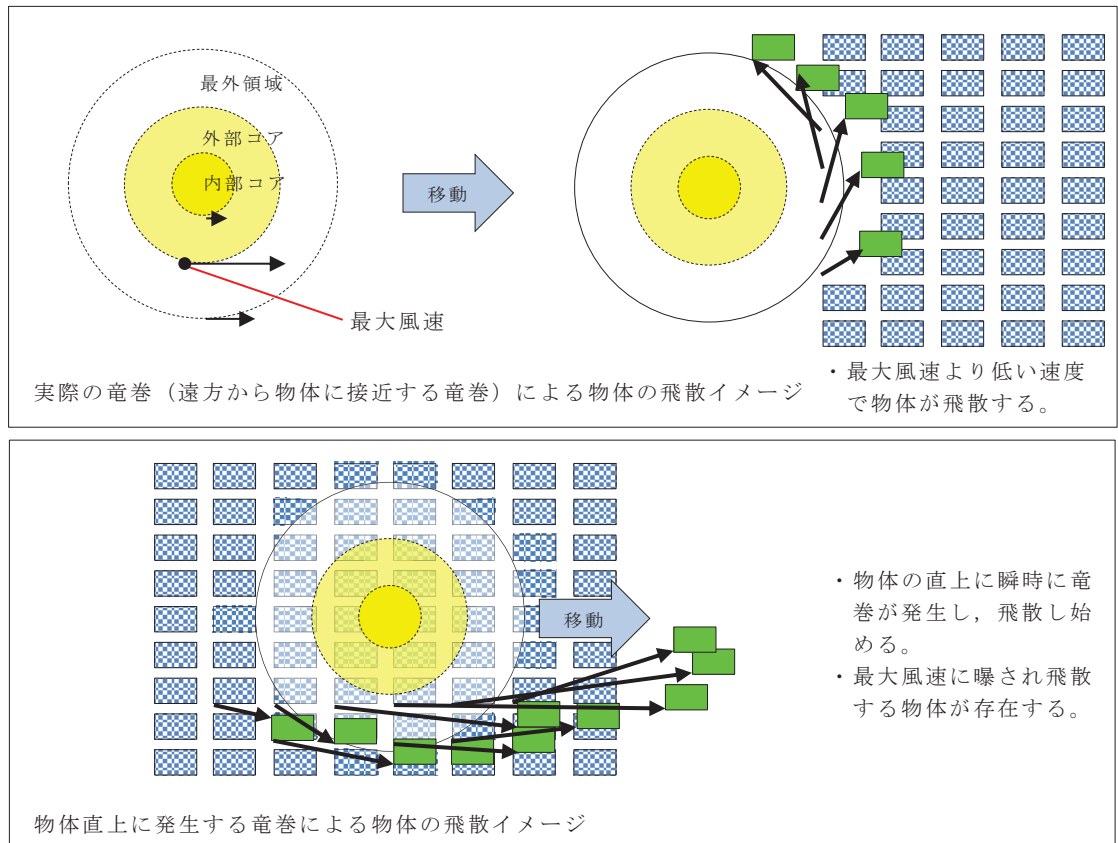 最外領域
外部コア
内部コア
移動
最大風速
実際の竜巻（遠方から物体に接近する竜巻）による物体の飛散イメージ
・最大風速より低い速度
で物体が飛散する。
移動
・物体の直上に瞬時に竜
巻が発生し，飛散し始
める。
・最大風速に曝され飛散
する物体が存在する。
物体直上に発生する竜巻による物体の飛散イメージ